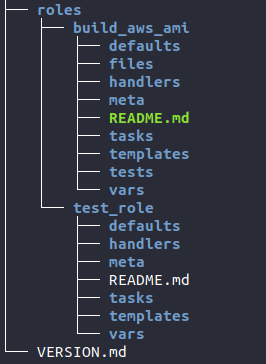 roles
build_aws_ami
defaults
files
handlers
meta
README.md
tasks
templates
tests
vars
test_role
defaults
handlers
meta
README.md
tasks
templates
vars
VERSION.md